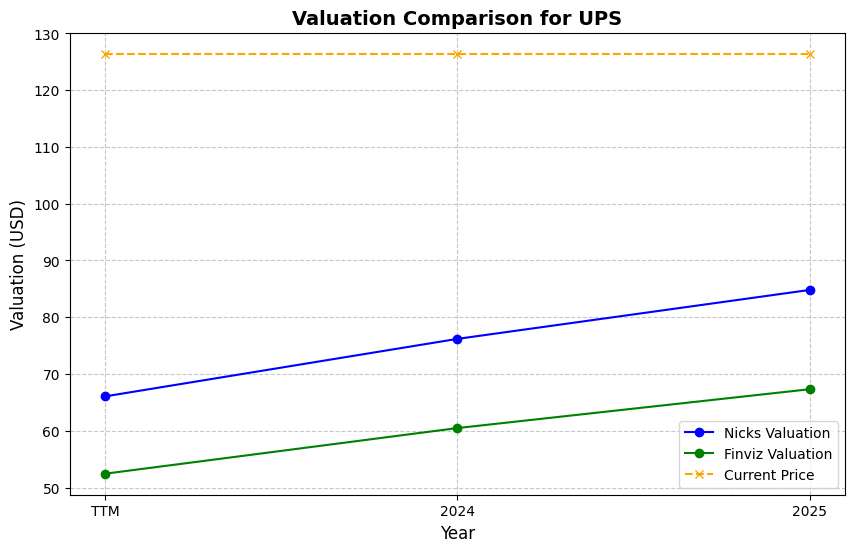 Valuation Comparison for UPS
Valuation (USD)
130
120
110
100
90
80
70
60
50
TTM
2024
2025
Year
Nicks Valuation
Finviz Valuation
Current Price